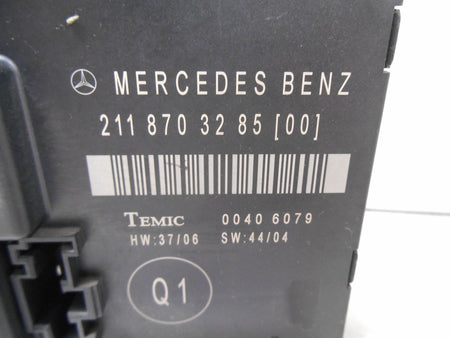 MERCEDES BENZ
211 870 32 85 [00]
TEMIC 0040 6079
HW:37/06 SW:44/04
Q1